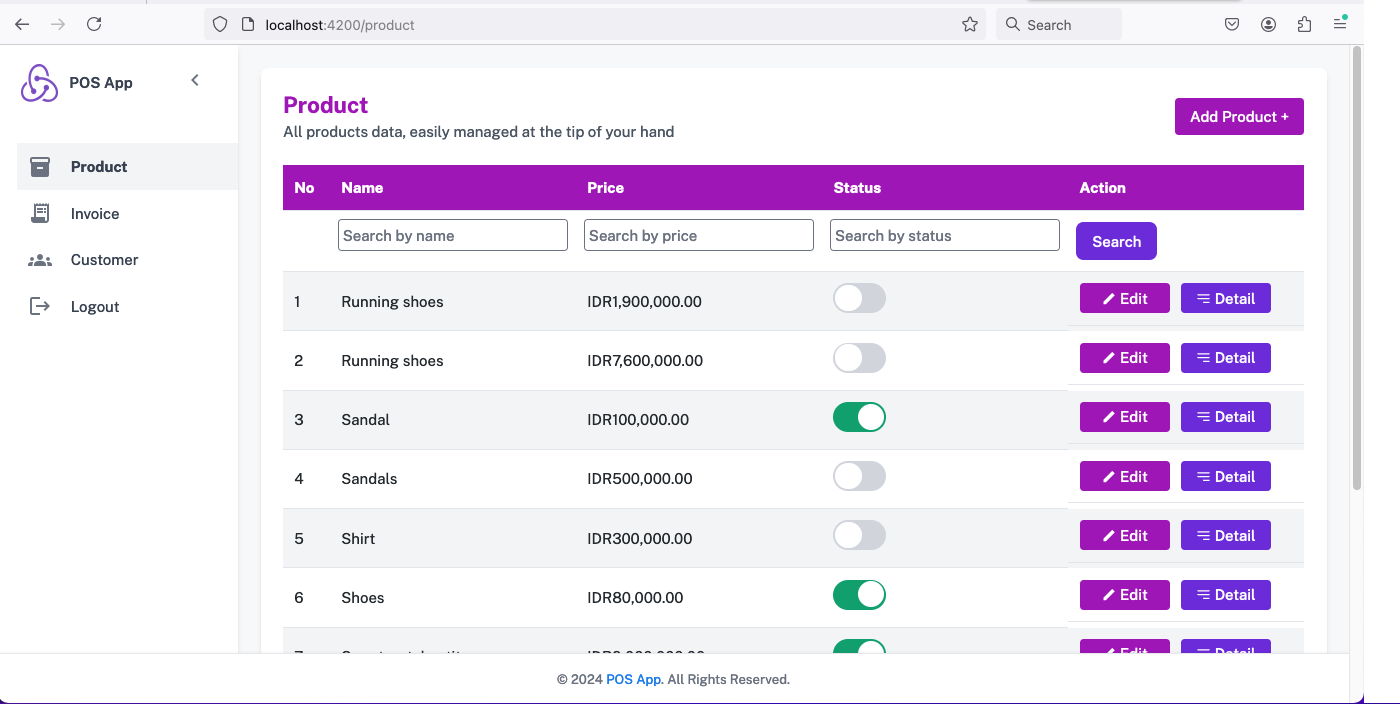 localhost:4200/product
Search
POS App
Product
Invoice
Customer
Logout
Product
All products data, easily managed at the tip of your hand
Add Product +
No Name Price Status Action
Search by name Search by price Search by status Search
1 Running shoes IDR1,900,000.00 Edit Detail
2 Running shoes IDR7,600,000.00 Edit Detail
3 Sandal IDR100,000.00 Edit Detail
4 Sandals IDR500,000.00 Edit Detail
5 Shirt IDR300,000.00 Edit Detail
6 Shoes IDR80,000.00 Edit Detail
Edit Detail
© 2024 POS App. All Rights Reserved.